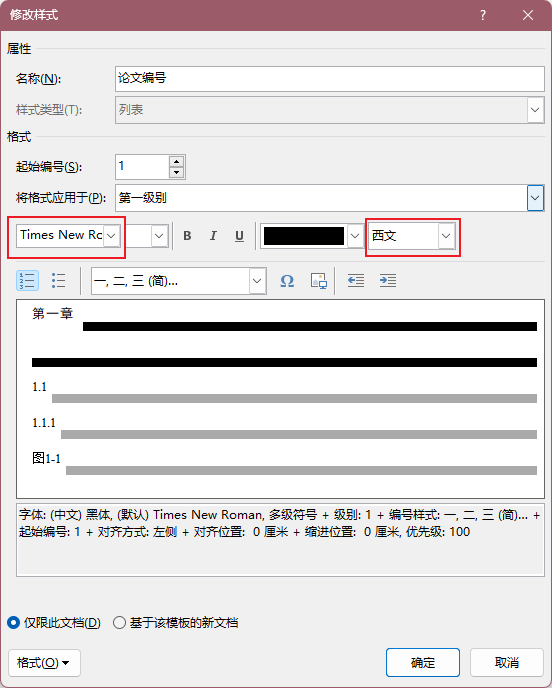 修改样式 ?
属性
名称(N): 论文编号
样式类型(T): 列表
格式
起始编号(S): 1
将格式应用于(P): 第一级别
Times New Ro B I U 西文
一, 二, 三 (简)... Ω
第一章
1.1
1.1.1
图1-1
字体: (中文) 黑体, (默认) Times New Roman, 多级符号 + 级别: 1 + 编号样式: 一, 二, 三 (简)... +
起始编号: 1 + 对齐方式: 左侧 + 对齐位置: 0 厘米 + 缩进位置: 0 厘米, 优先级: 100
仅限此文档(D) 基于该模板的新文档
格式(O) 确定 取消